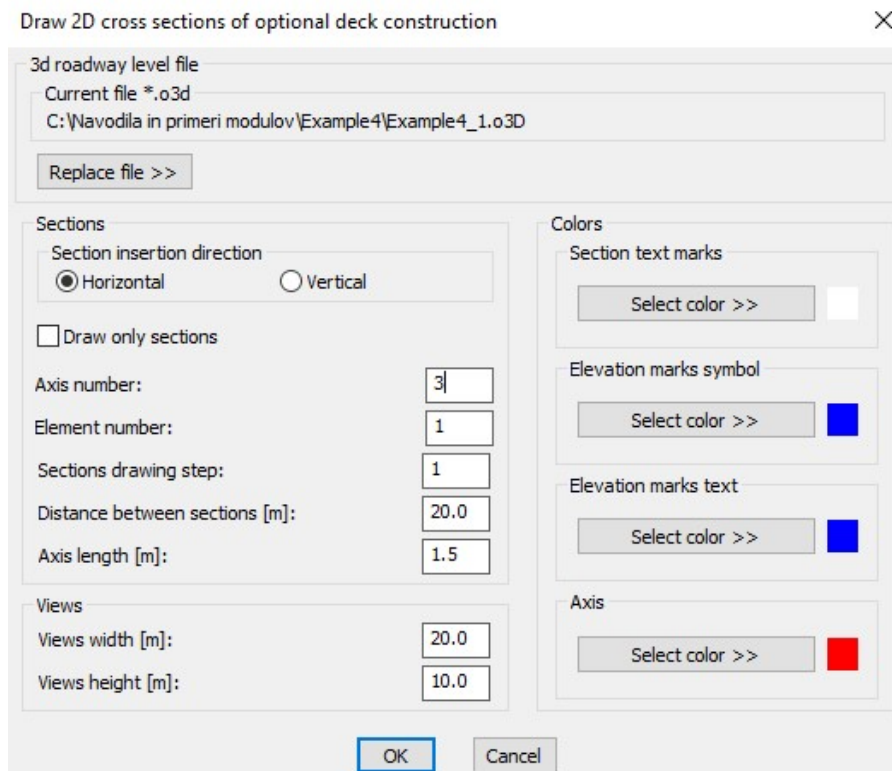 Draw 2D cross sections of optional deck construction
3d roadway level file
Current file *.o3d
C:\Navodila in primeri modulov\Example4\Example4_1.o3D
Replace file >>
Sections
Section insertion direction
Horizontal
Vertical
Draw only sections
Axis number: 3
Element number: 1
Sections drawing step: 1
Distance between sections [m]: 20.0
Axis length [m]: 1.5
Views
Views width [m]: 20.0
Views height [m]: 10.0
Colors
Section text marks
Select color >>
Elevation marks symbol
Select color >>
Elevation marks text
Select color >>
Axis
Select color >>
OK
Cancel